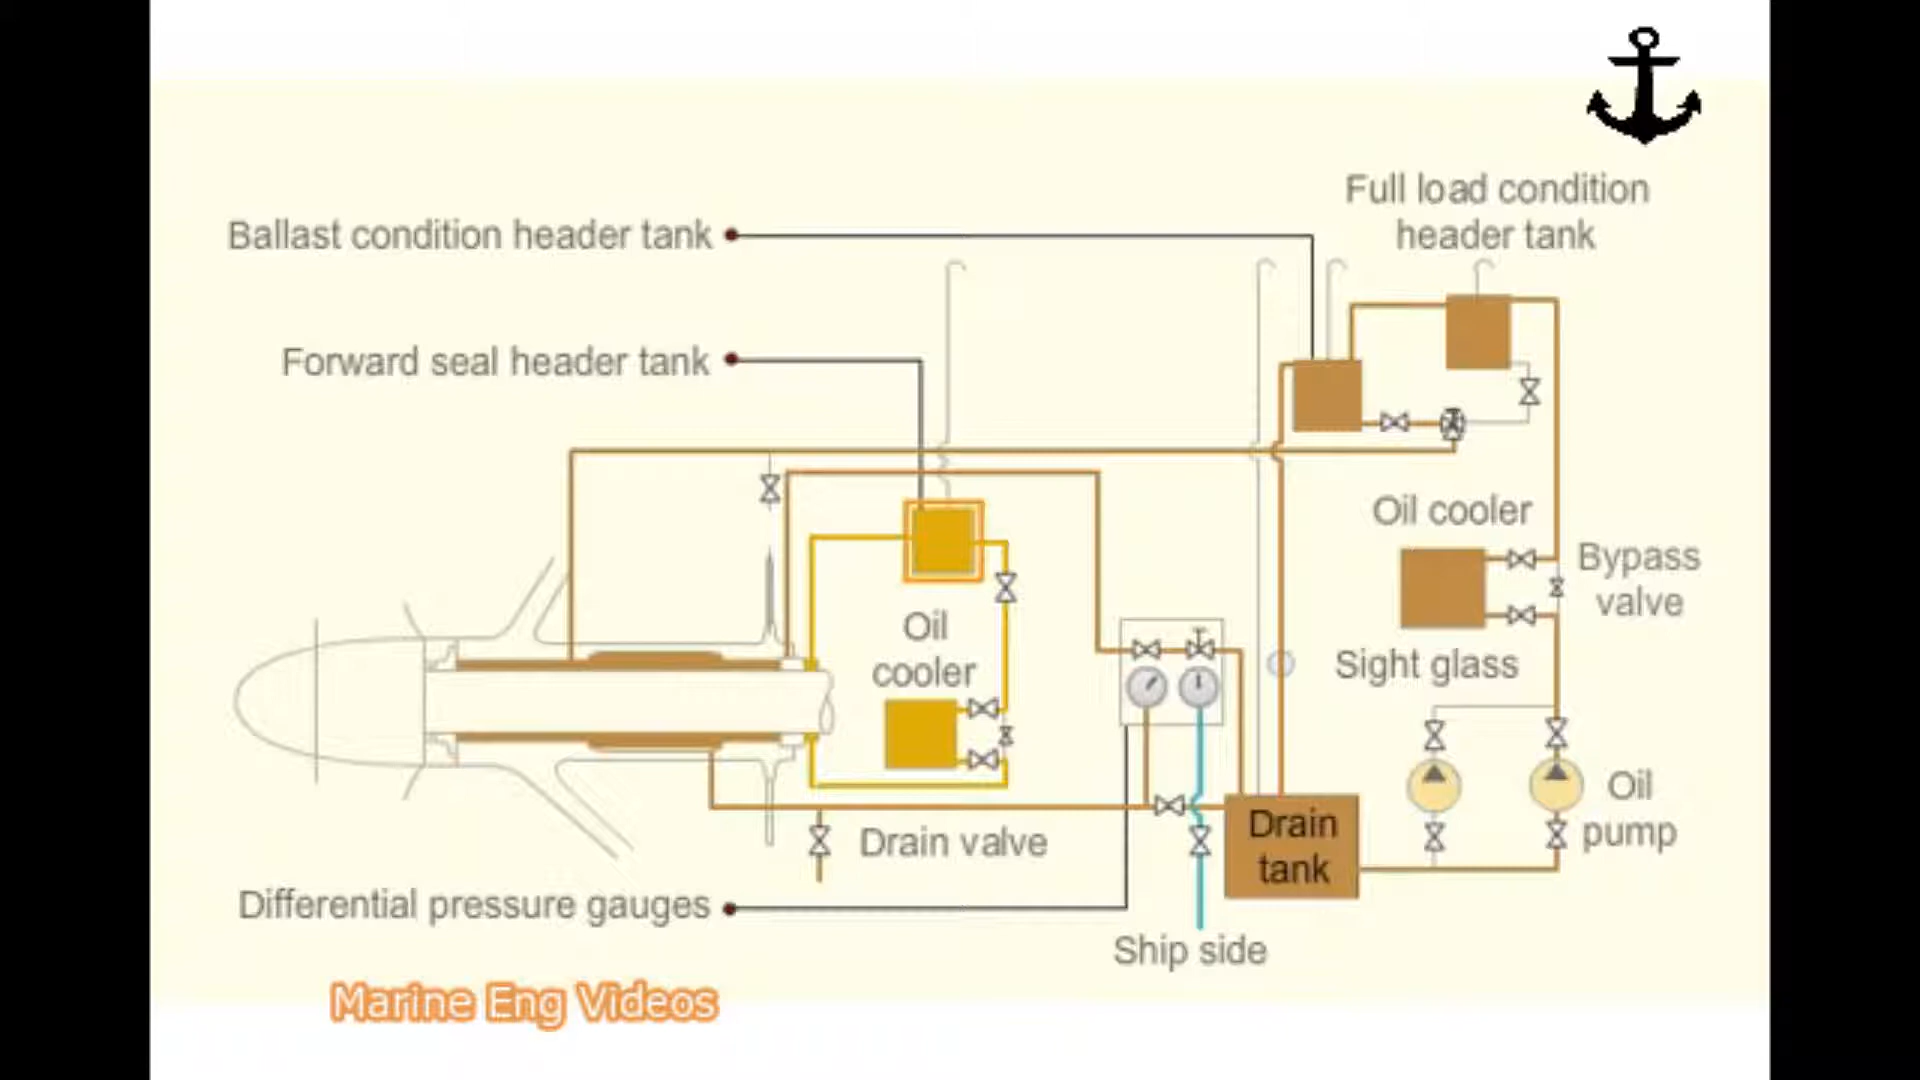 Full load condition
header tank
Ballast condition header tank
Forward seal header tank
Oil cooler
Bypass
valve
Oil
cooler
Sight glass
Oil
pump
Drain
tank
Drain valve
Differential pressure gauges
Ship side
Marine Eng Videos